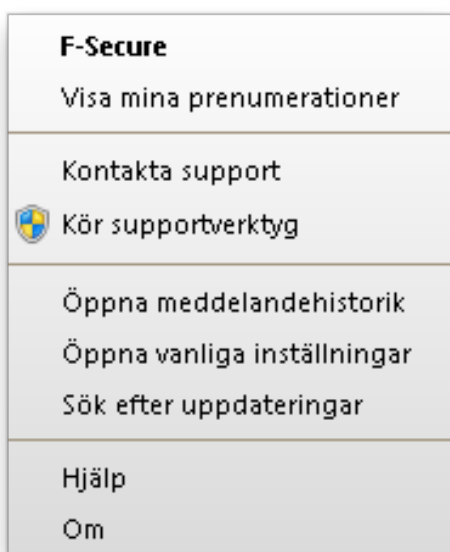 F-Secure
Visa mina prenumerationer
Kontakta support
Kör supportverktyg
Öppna meddelandehistorik
Öppna vanliga inställningar
Sök efter uppdateringar
Hjälp
Om